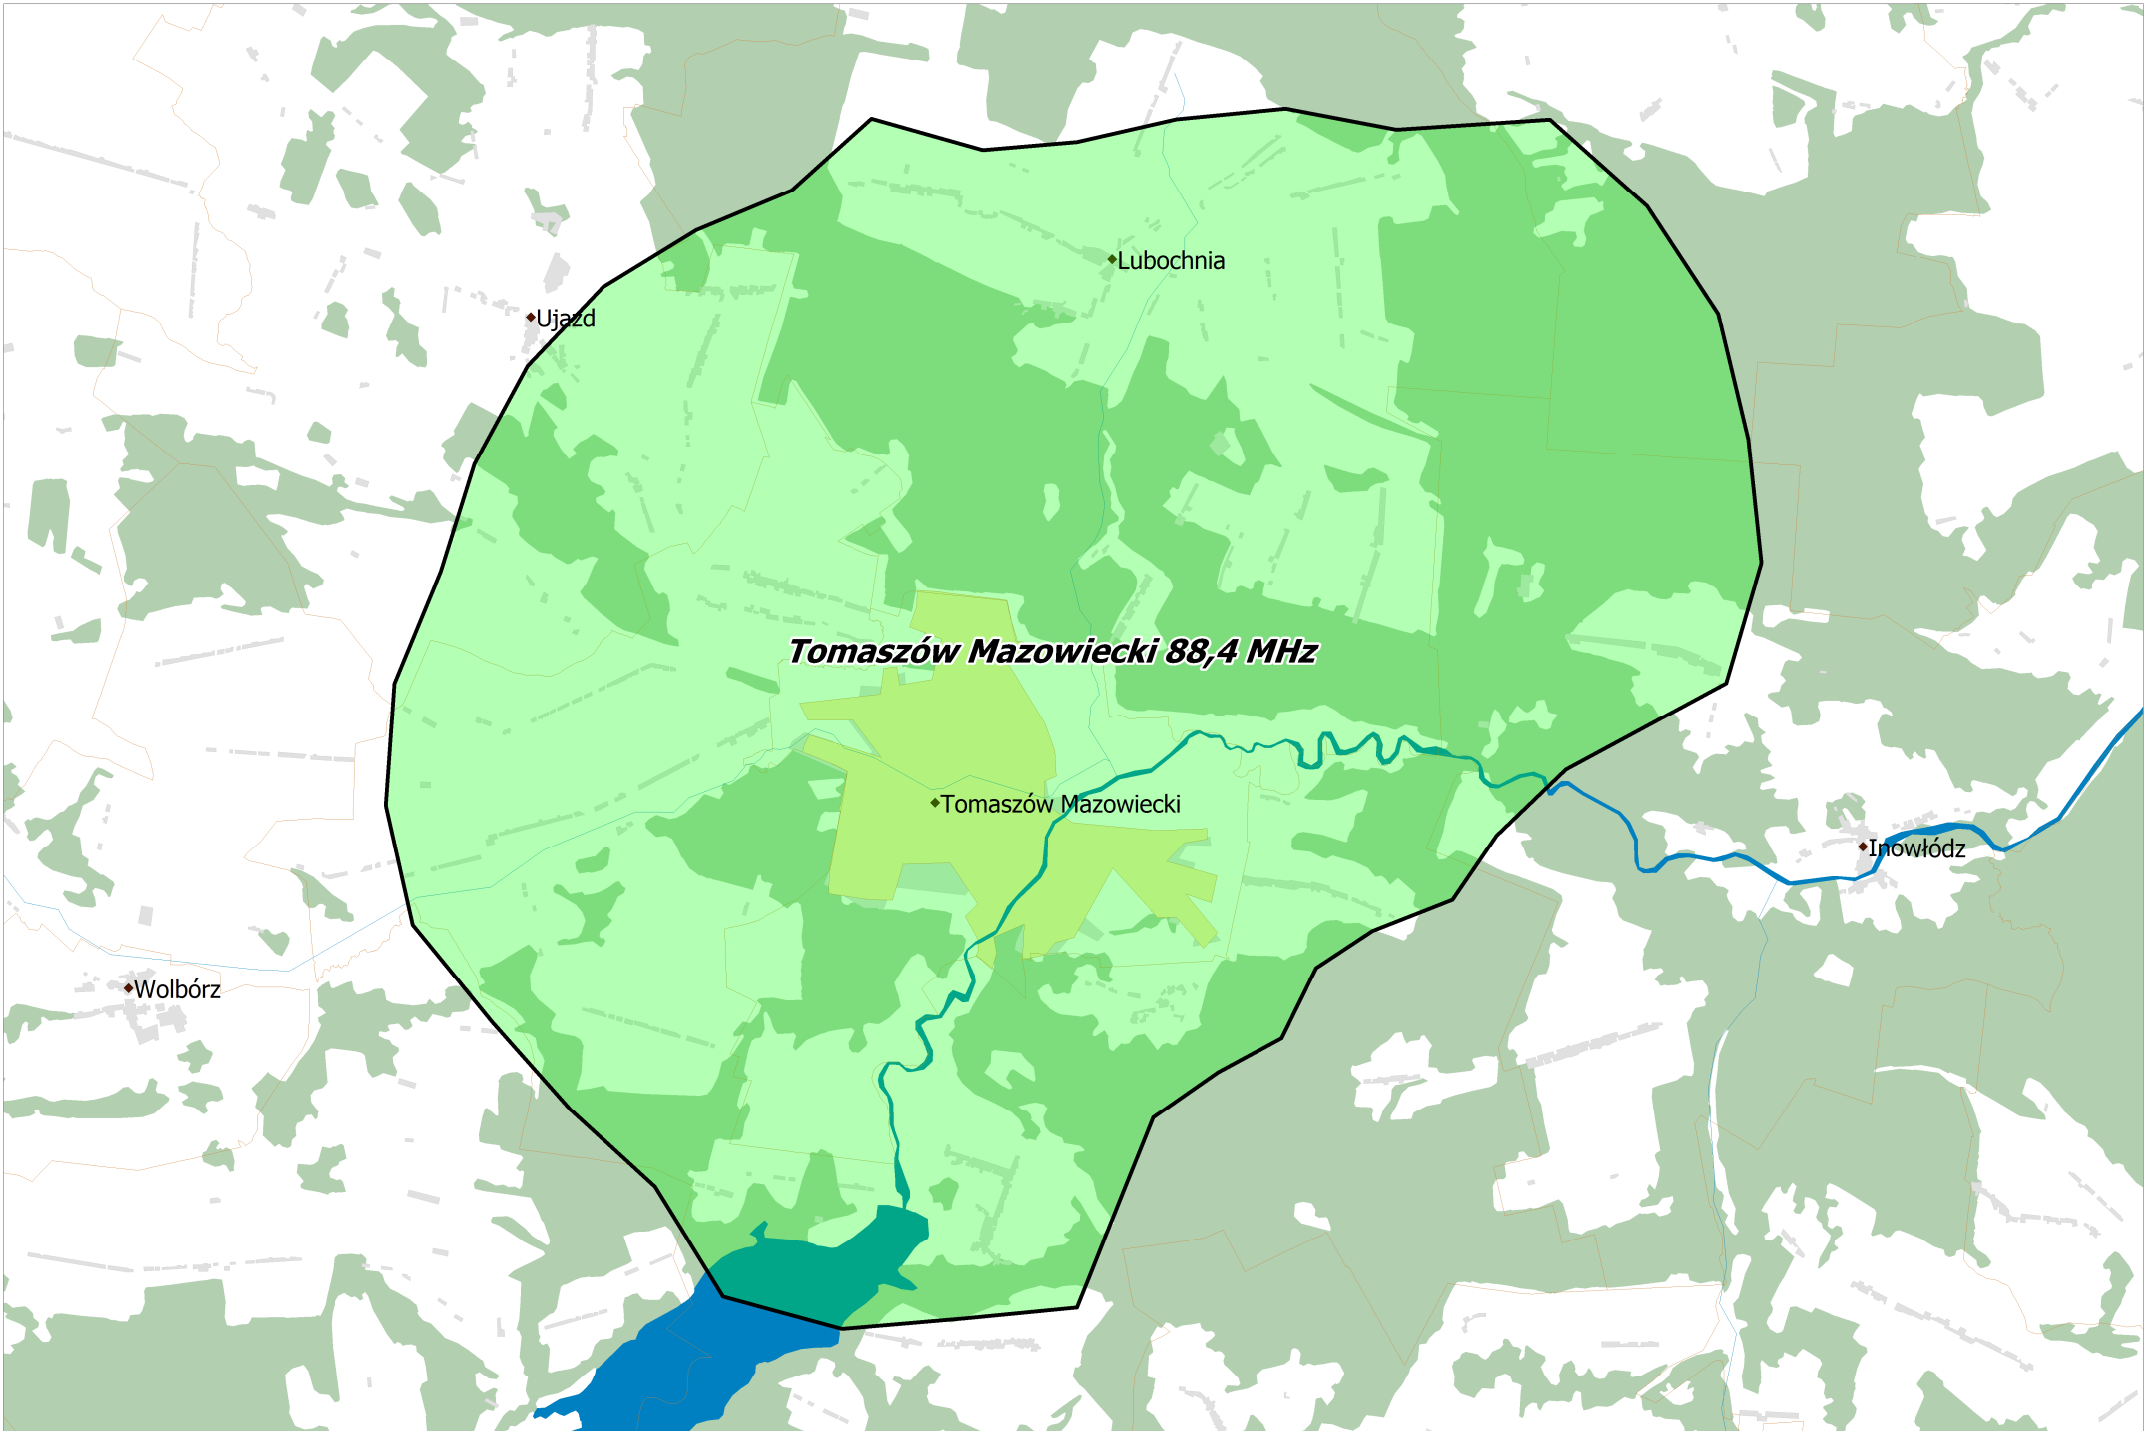 Lubochnia
Ujazd
Tomaszów Mazowiecki 88,4 MHz
Tomaszów Mazowiecki
Inowłódz
Wolbórz